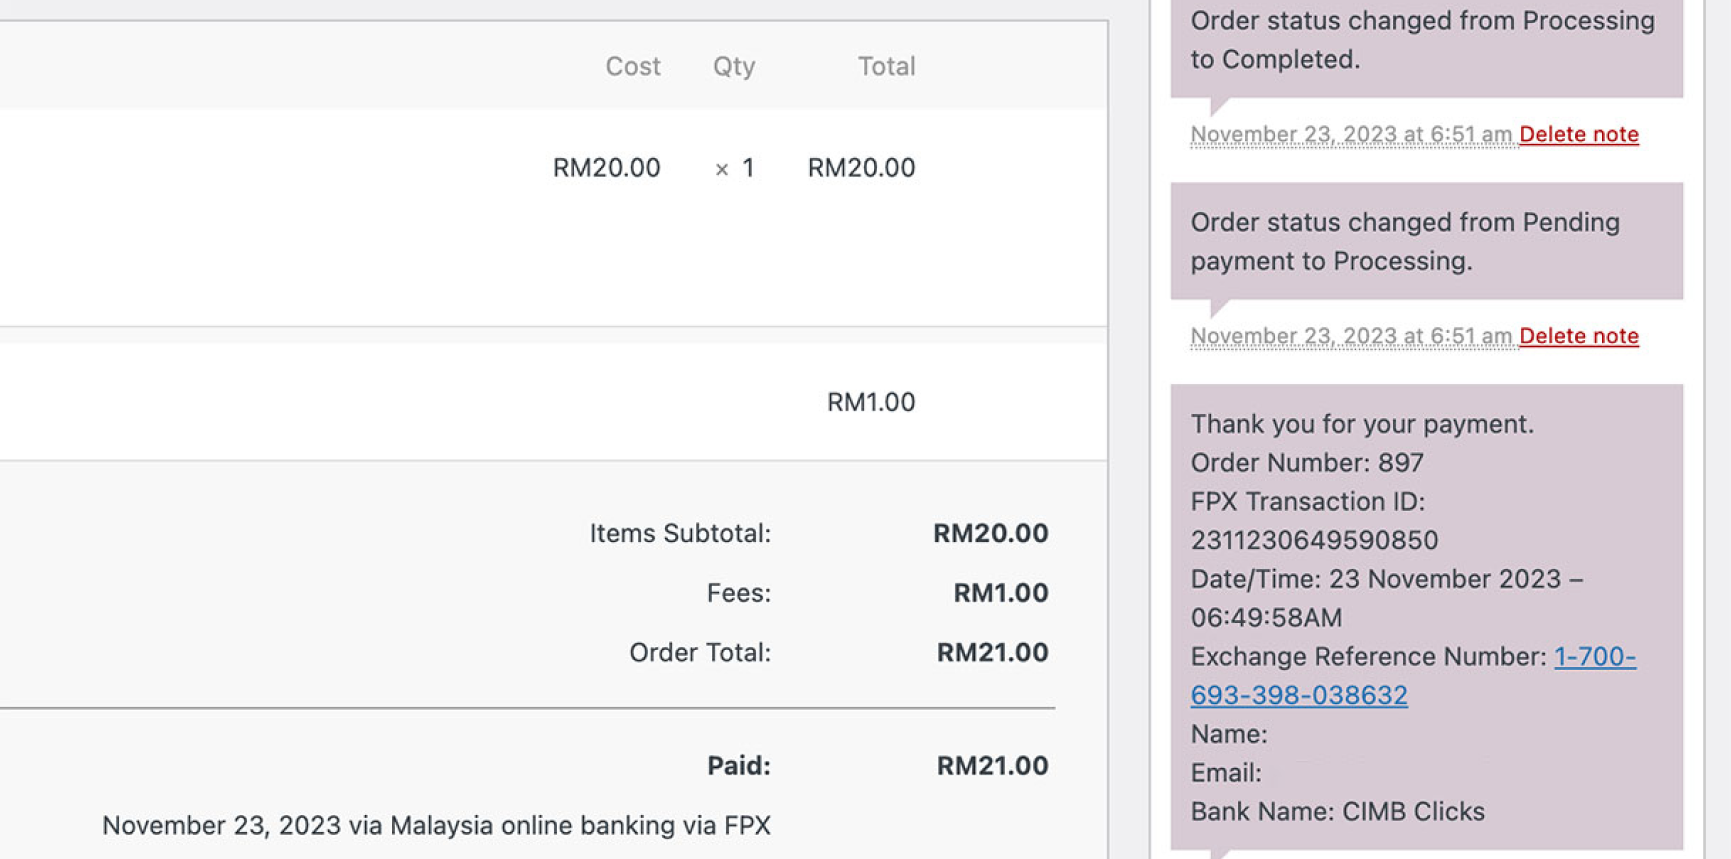 Cost Qty Total
RM20.00 × 1 RM20.00
RM1.00
Items Subtotal: RM20.00
Fees: RM1.00
Order Total: RM21.00
Paid: RM21.00
November 23, 2023 via Malaysia online banking via FPX
Order status changed from Processing
to Completed.
November 23, 2023 at 6:51 am Delete note
Order status changed from Pending
payment to Processing.
November 23, 2023 at 6:51 am Delete note
Thank you for your payment.
Order Number: 897
FPX Transaction ID:
2311230649590850
Date/Time: 23 November 2023 –
06:49:58AM
Exchange Reference Number: 1-700-
693-398-038632
Name:
Email:
Bank Name: CIMB Clicks